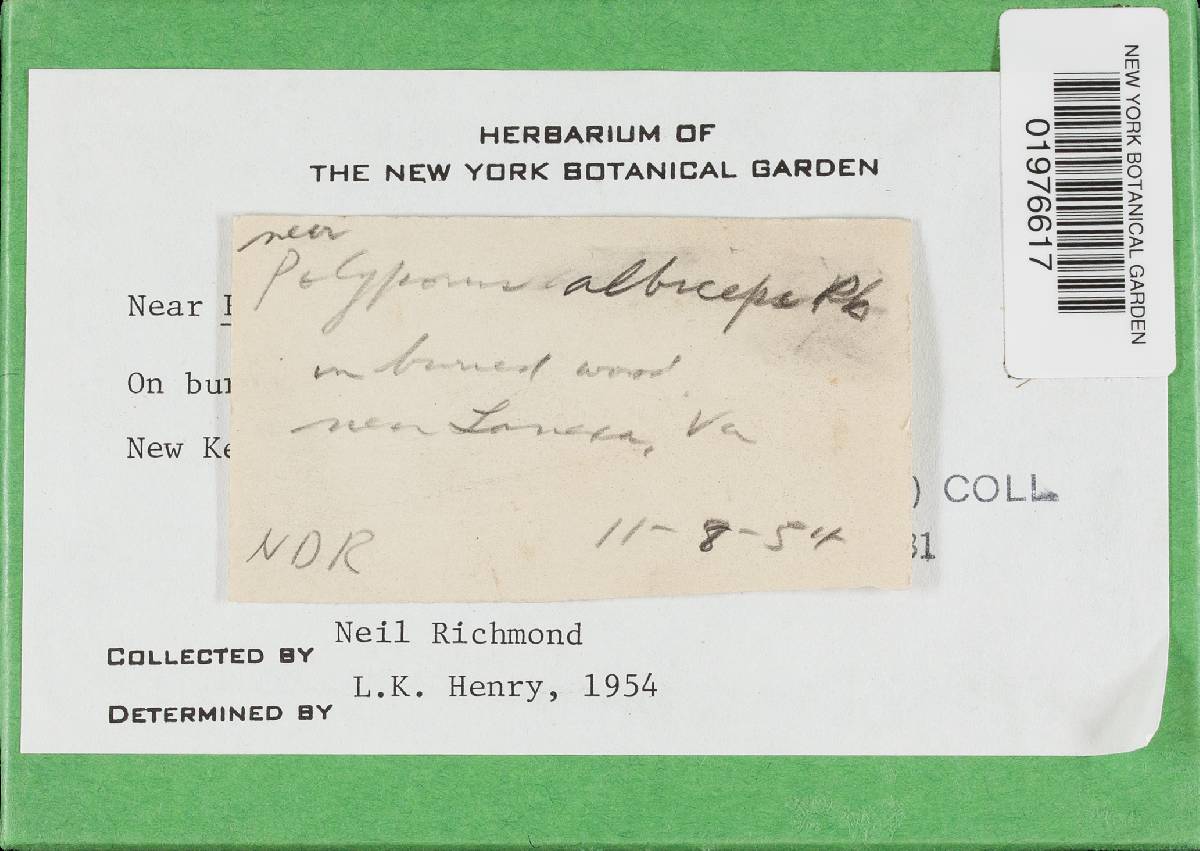 HERBARIUM OF
THE NEW YORK BOTANICAL GARDEN
NEW YORK BOTANICAL GARDEN
01976617
near
Polyporus albiceps Pk
Near
on buried wood
On bur
near Lanexa, Va
New Ke
) COLL
NDR 11-8-54
31
COLLECTED BY Neil Richmond
DETERMINED BY L.K. Henry, 1954